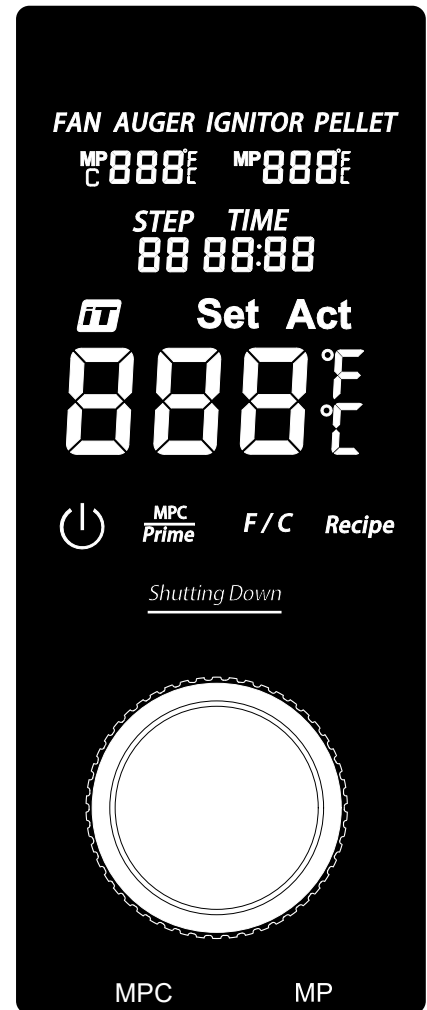 FAN AUGER IGNITOR PELLET
MPC 888°F°C MP 888°F°C
STEP TIME
88 88:88
iT Set Act
888°F°C
MPC F / C Recipe
Prime
Shutting Down
MPC MP